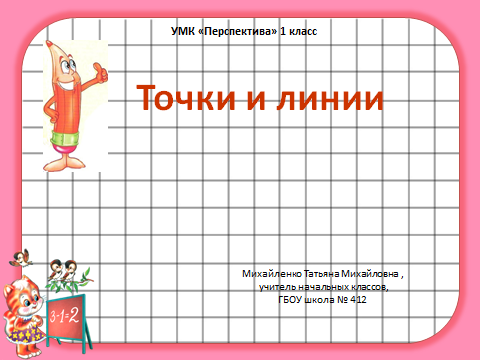 УМК «Перспектива» 1 класс
Точки и линии
Михайленко Татьяна Михайловна ,
учитель начальных классов,
ГБОУ школа № 412
3-1=2